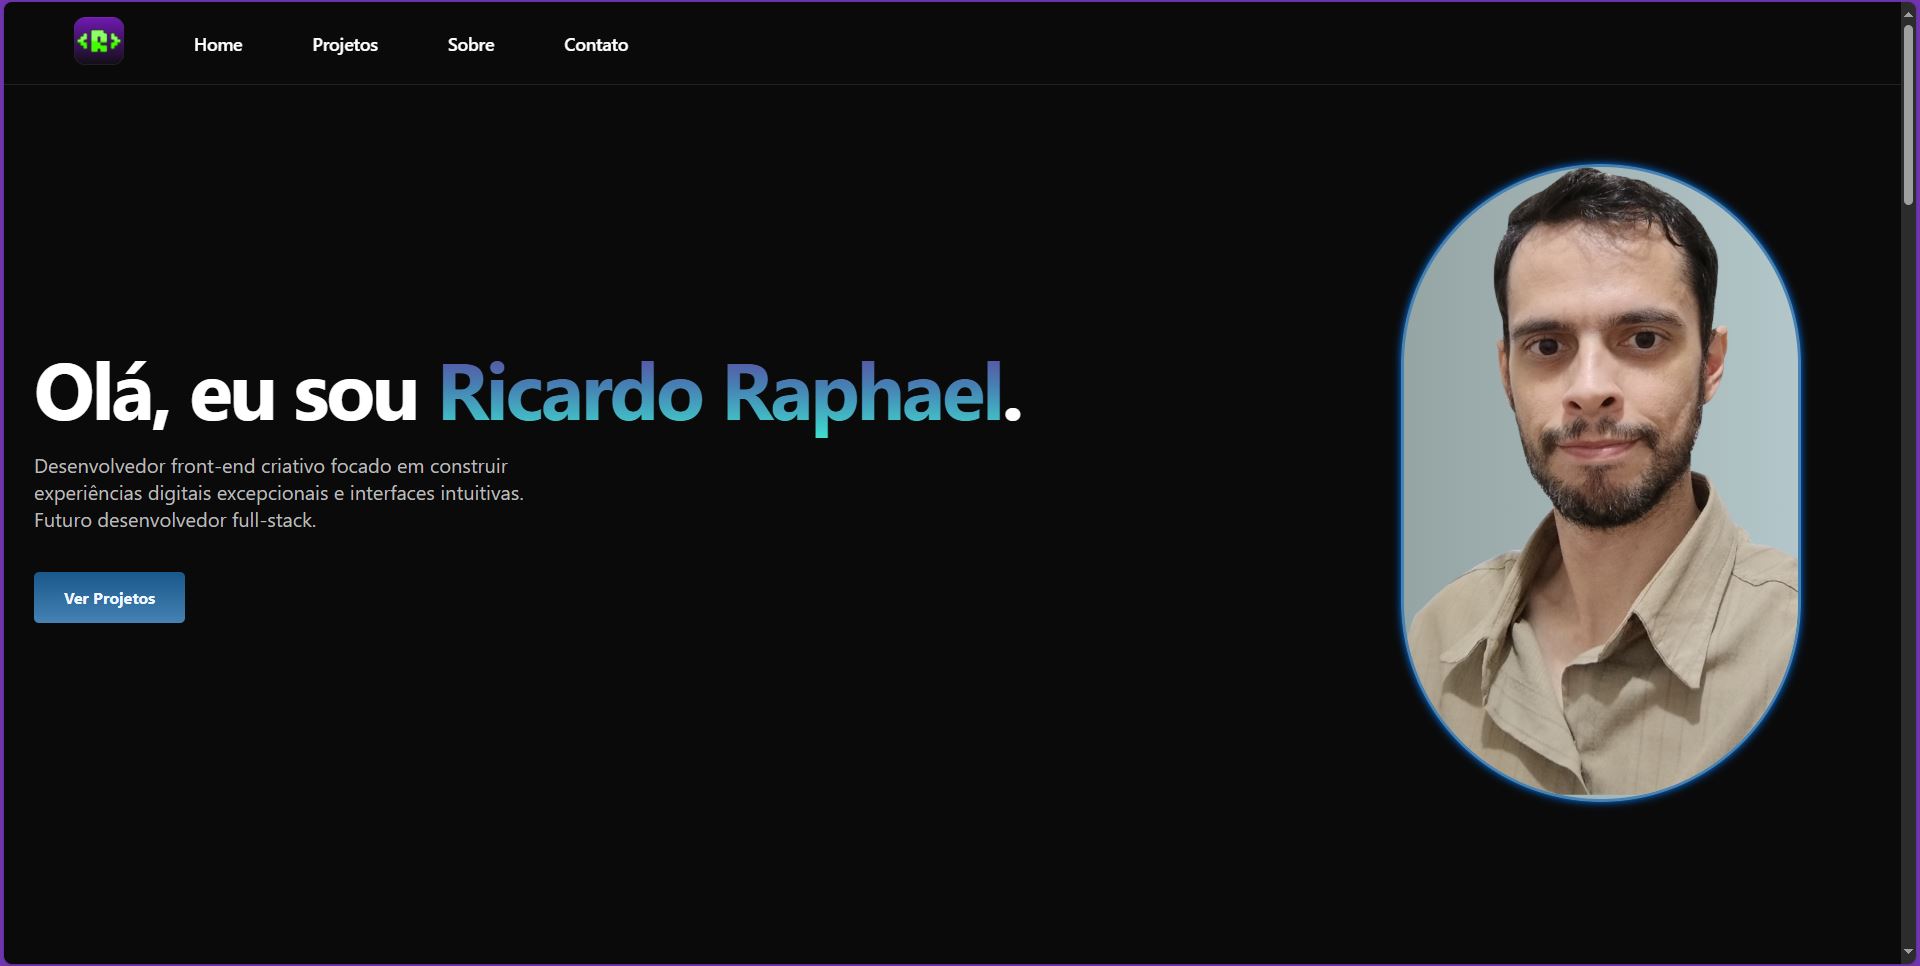 <R>
Home
Projetos
Sobre
Contato
Olá, eu sou Ricardo Raphael.
Desenvolvedor front-end criativo focado em construir
experiências digitais excepcionais e interfaces intuitivas.
Futuro desenvolvedor full-stack.
Ver Projetos